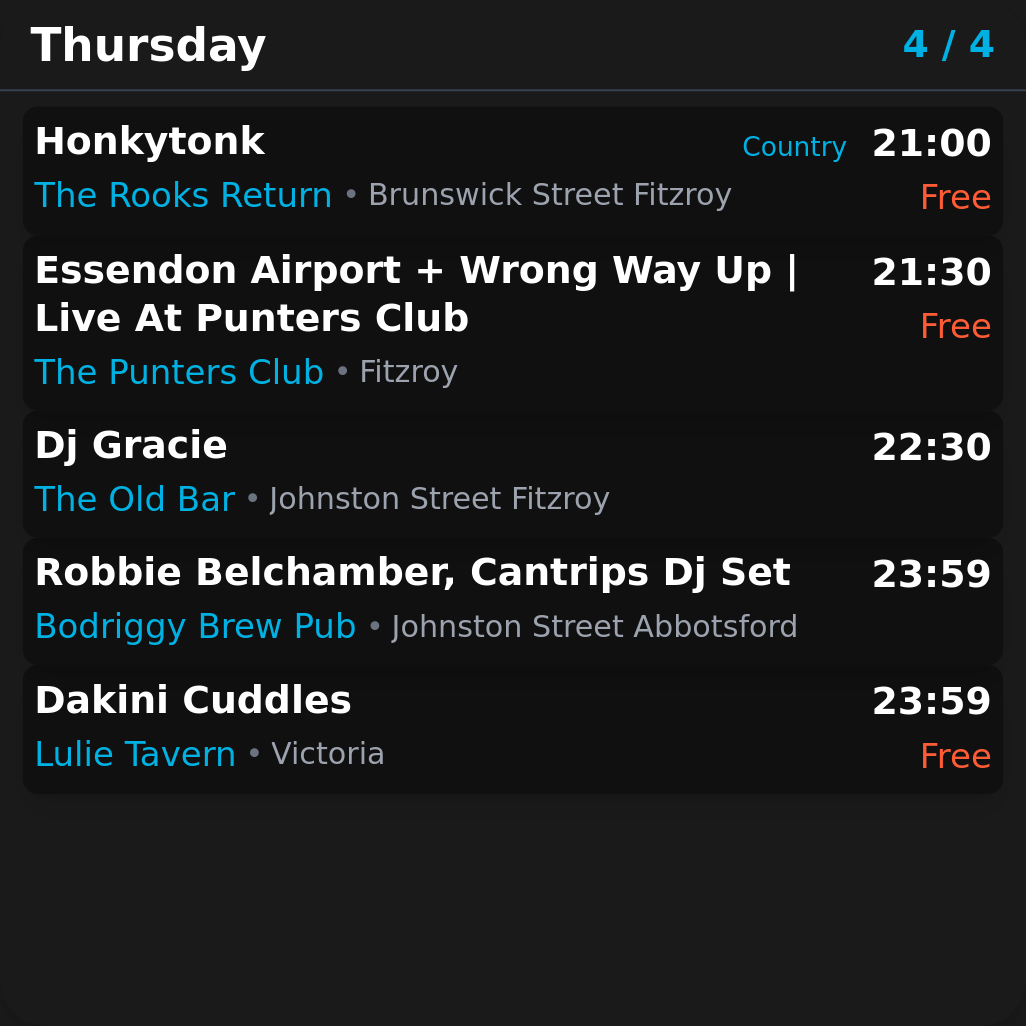 Thursday 4 / 4
Honkytonk Country 21:00
The Rooks Return • Brunswick Street Fitzroy Free
Essendon Airport + Wrong Way Up | 21:30
Live At Punters Club Free
The Punters Club • Fitzroy
Dj Gracie 22:30
The Old Bar • Johnston Street Fitzroy
Robbie Belchamber, Cantrips Dj Set 23:59
Bodriggy Brew Pub • Johnston Street Abbotsford
Dakini Cuddles 23:59
Lulie Tavern • Victoria Free